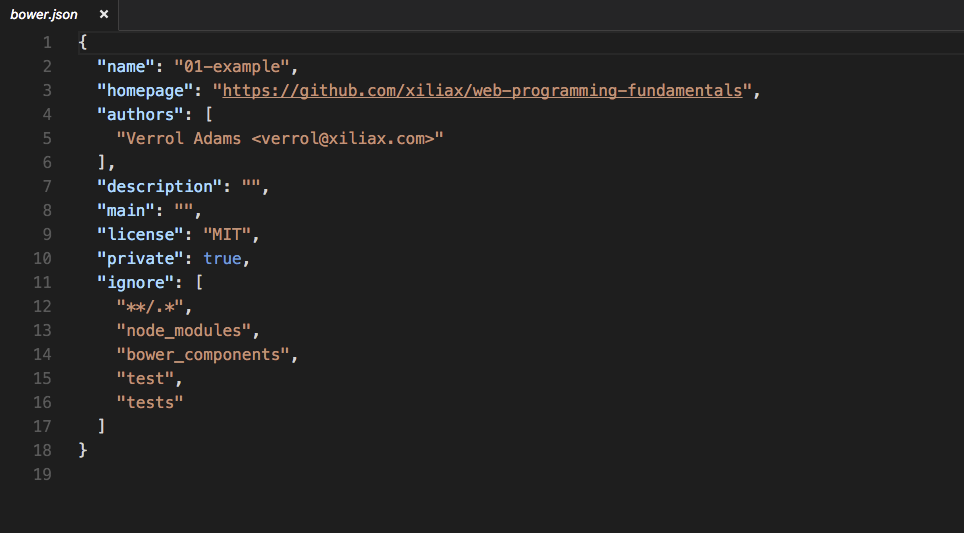 bower.json ×
1 {
2 "name": "01-example",
3 "homepage": "https://github.com/xiliax/web-programming-fundamentals",
4 "authors": [
5 "Verrol Adams <verrol@xiliax.com>"
6 ],
7 "description": "",
8 "main": "",
9 "license": "MIT",
10 "private": true,
11 "ignore": [
12 "**/.*",
13 "node_modules",
14 "bower_components",
15 "test",
16 "tests"
17 ]
18 }
19